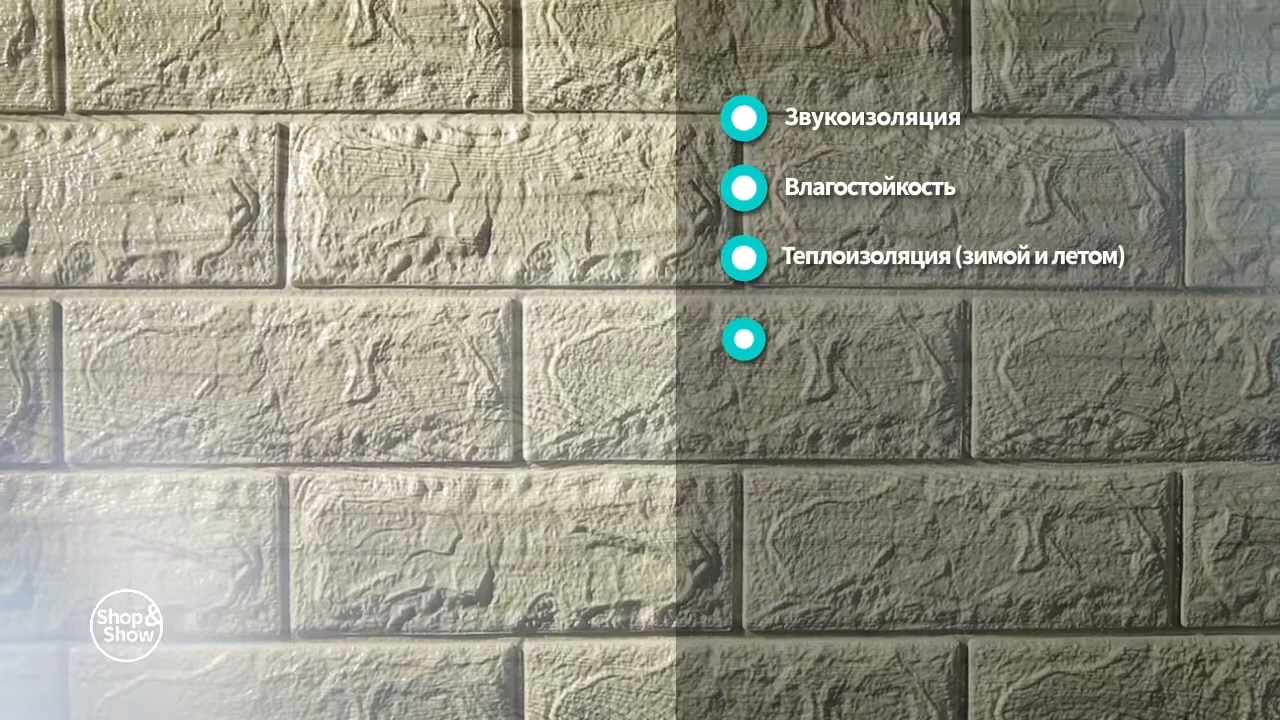 Звукоизоляция
Влагостойкость
Теплоизоляция (зимой и летом)
Shop&
Show